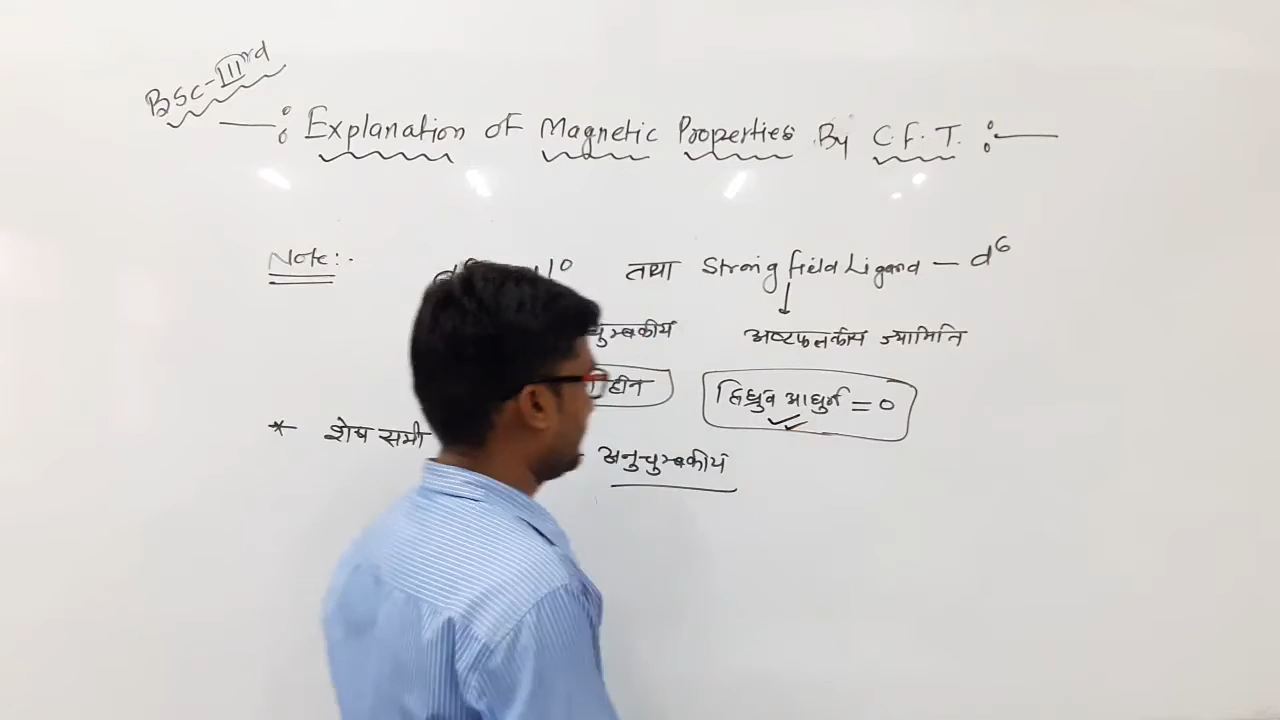 BSC-IIIrd
Explanation of Magnetic Properties By C.F.T.
Note:- तथा Strong field Ligand - d⁶
अष्टफलकीय ज्यामिति
हीन
द्विध्रुव आघुर्ण = 0
* शेष सभी अनुचुम्बकीय